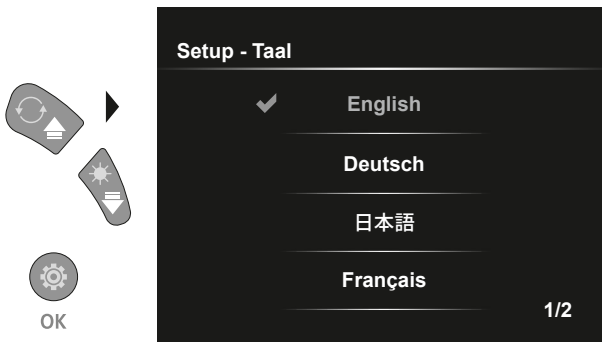 Setup - Taal
English
Deutsch
日本語
Français
1/2
OK